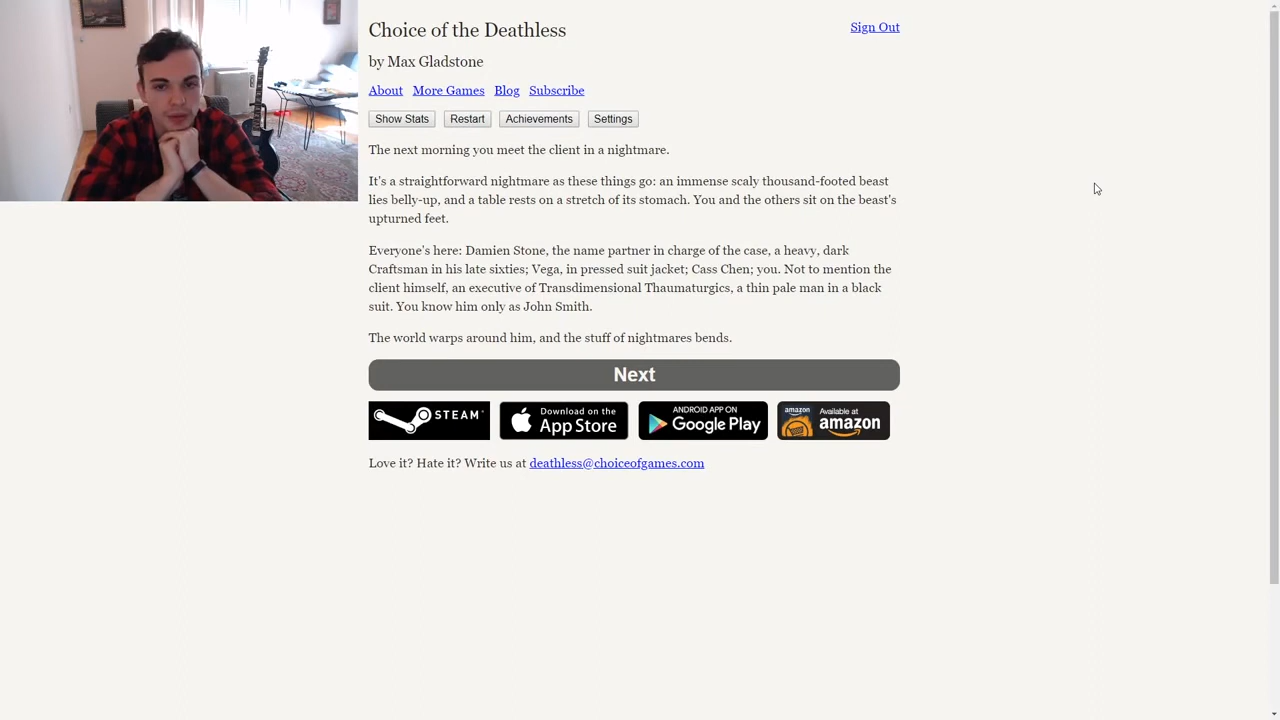 Choice of the Deathless
Sign Out
by Max Gladstone
About More Games Blog Subscribe
Show Stats Restart Achievements Settings
The next morning you meet the client in a nightmare.
It's a straightforward nightmare as these things go: an immense scaly thousand-footed beast
lies belly-up, and a table rests on a stretch of its stomach. You and the others sit on the beast's
upturned feet.
Everyone's here: Damien Stone, the name partner in charge of the case, a heavy, dark
Craftsman in his late sixties; Vega, in pressed suit jacket; Cass Chen; you. Not to mention the
client himself, an executive of Transdimensional Thaumaturgics, a thin pale man in a black
suit. You know him only as John Smith.
The world warps around him, and the stuff of nightmares bends.
Next
STEAM
Download on the
App Store
ANDROID APP ON
Google Play
amazon
Available at
amazon
Love it? Hate it? Write us at deathless@choiceofgames.com